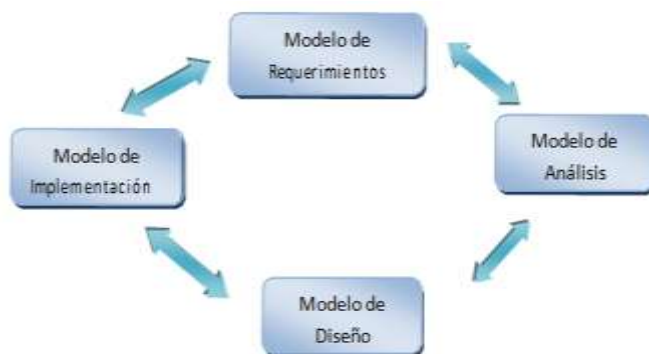 Modelo de
Requerimientos
Modelo de
Implementación
Modelo de
Análisis
Modelo de
Diseño